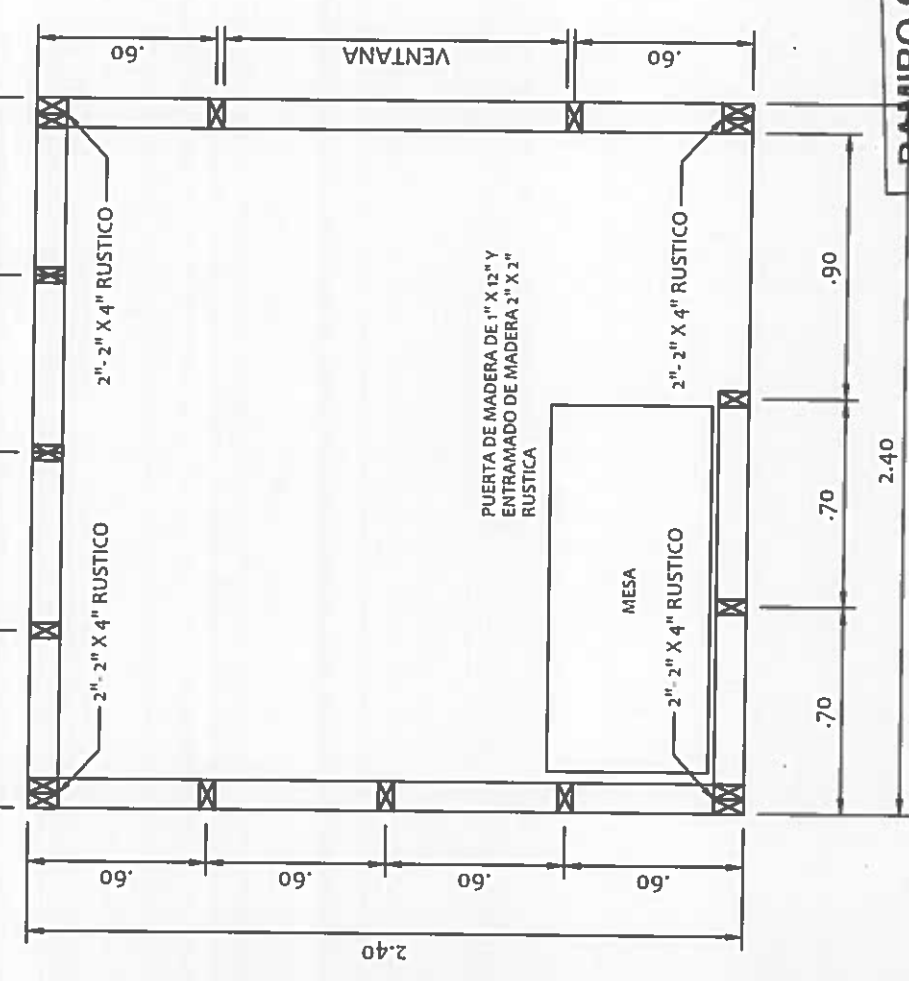 .60
VENTANA
.60
2"- 2" X 4" RUSTICO
2"- 2" X 4" RUSTICO
PUERTA DE MADERA DE 1" X 12" Y
ENTRAMADO DE MADERA 2" X 2"
RUSTICA
MESA
2"- 2" X 4" RUSTICO
2"- 2" X 4" RUSTICO
.60
.60
.60
.60
2.40
.70
.70
.90
2.40